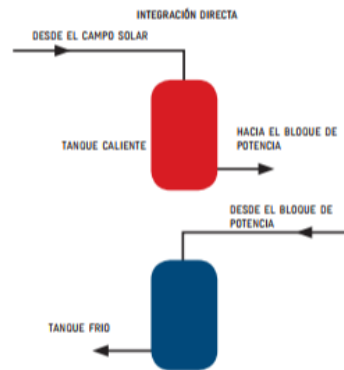 INTEGRACIÓN DIRECTA
DESDE EL CAMPO SOLAR
TANQUE CALIENTE
HACIA EL BLOQUE DE
POTENCIA
DESDE EL BLOQUE DE
POTENCIA
TANQUE FRIO